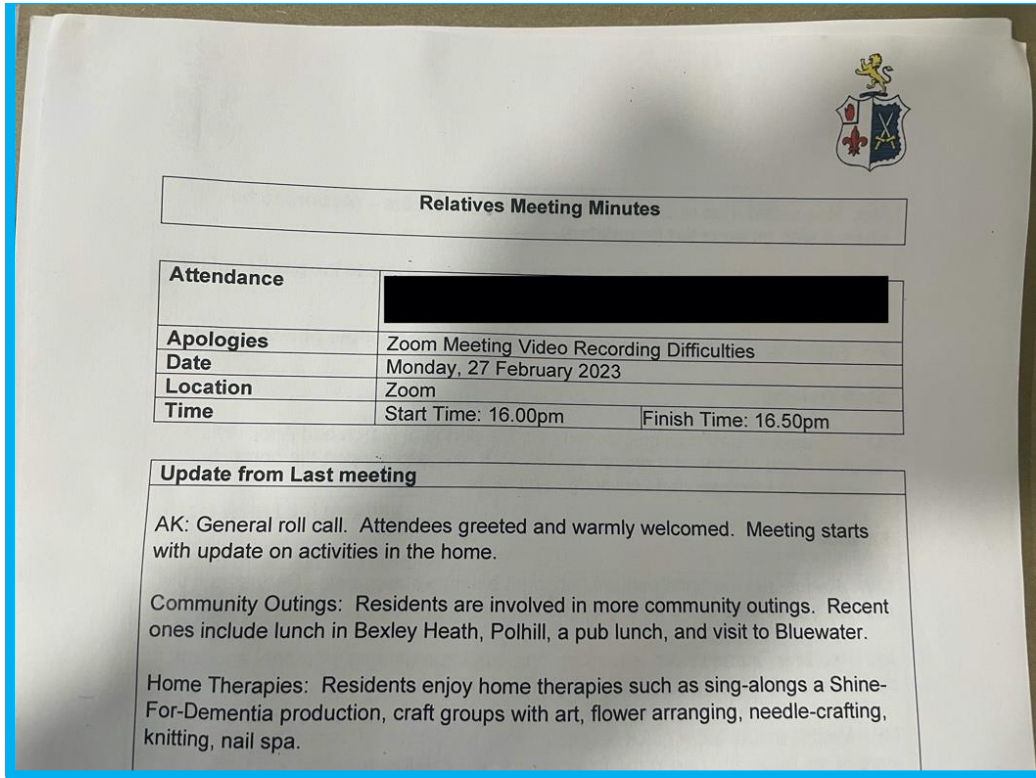 Relatives Meeting Minutes
Attendance
Apologies Zoom Meeting Video Recording Difficulties
Date Monday, 27 February 2023
Location Zoom
Time Start Time: 16.00pm Finish Time: 16.50pm
Update from Last meeting
AK: General roll call. Attendees greeted and warmly welcomed. Meeting starts
with update on activities in the home.
Community Outings: Residents are involved in more community outings. Recent
ones include lunch in Bexley Heath, Polhill, a pub lunch, and visit to Bluewater.
Home Therapies: Residents enjoy home therapies such as sing-alongs a Shine-
For-Dementia production, craft groups with art, flower arranging, needle-crafting,
knitting, nail spa.